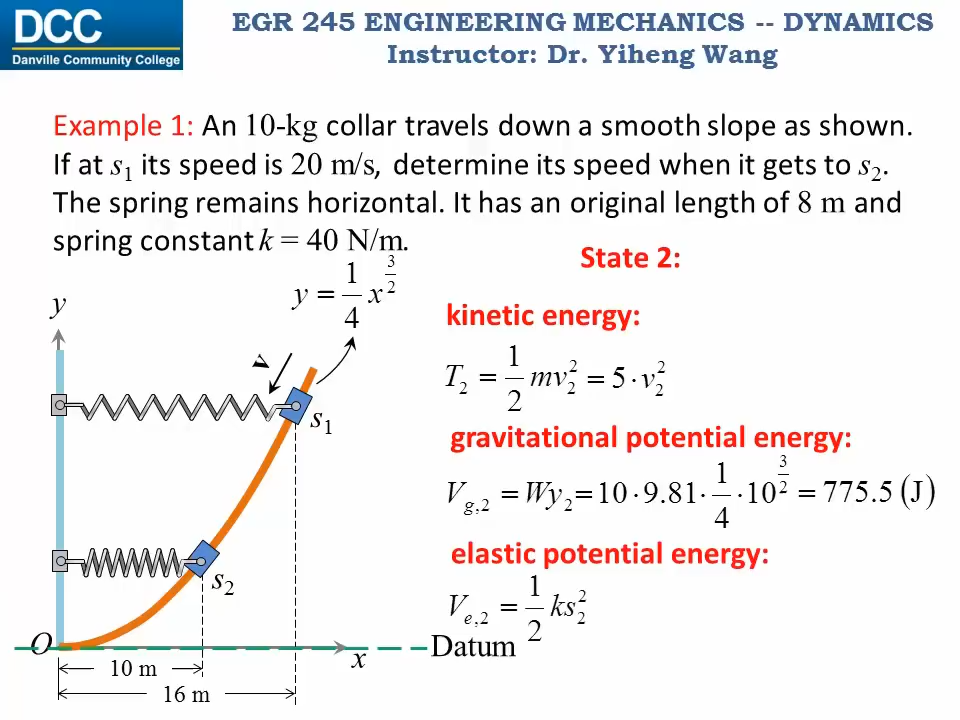 DCC
Danville Community College
EGR 245 ENGINEERING MECHANICS -- DYNAMICS
Instructor: Dr. Yiheng Wang
Example 1: An 10-kg collar travels down a smooth slope as shown.
If at s₁ its speed is 20 m/s, determine its speed when it gets to s₂.
The spring remains horizontal. It has an original length of 8 m and
spring constant k = 40 N/m.
State 2:
y = 1/4 x^(3/2)
y
v
s₁
s₂
O
x
10 m
16 m
kinetic energy:
T₂ = 1/2 mv₂² = 5 · v₂²
gravitational potential energy:
V_g,2 = Wy₂ = 10 · 9.81 · 1/4 · 10^(3/2) = 775.5 (J)
elastic potential energy:
V_e,2 = 1/2 ks₂²
Datum